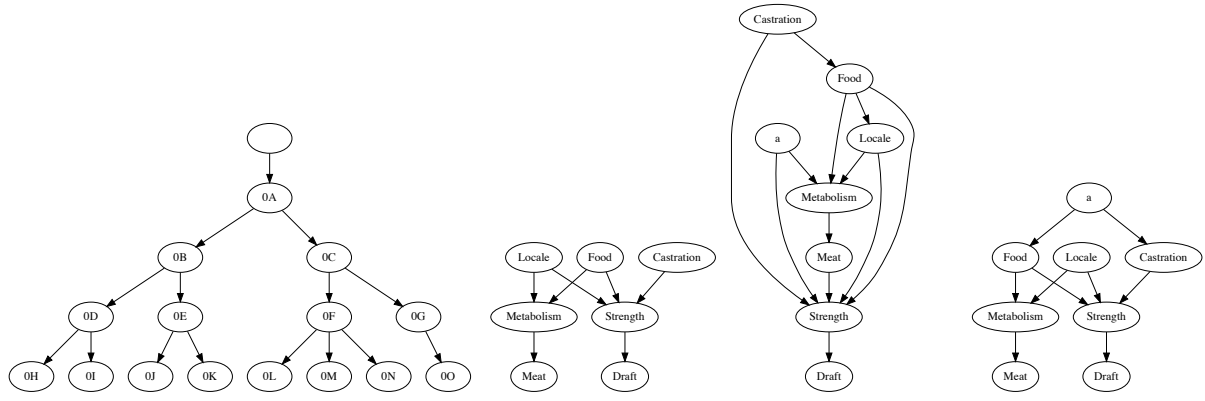 Castration
Food
a
Locale
0A
Metabolism
a
0B
0C
Locale
Food
Castration
Meat
Food
Locale
Castration
0D
0E
0F
0G
Metabolism
Strength
Strength
Metabolism
Strength
0H
0I
0J
0K
0L
0M
0N
0O
Meat
Draft
Draft
Meat
Draft